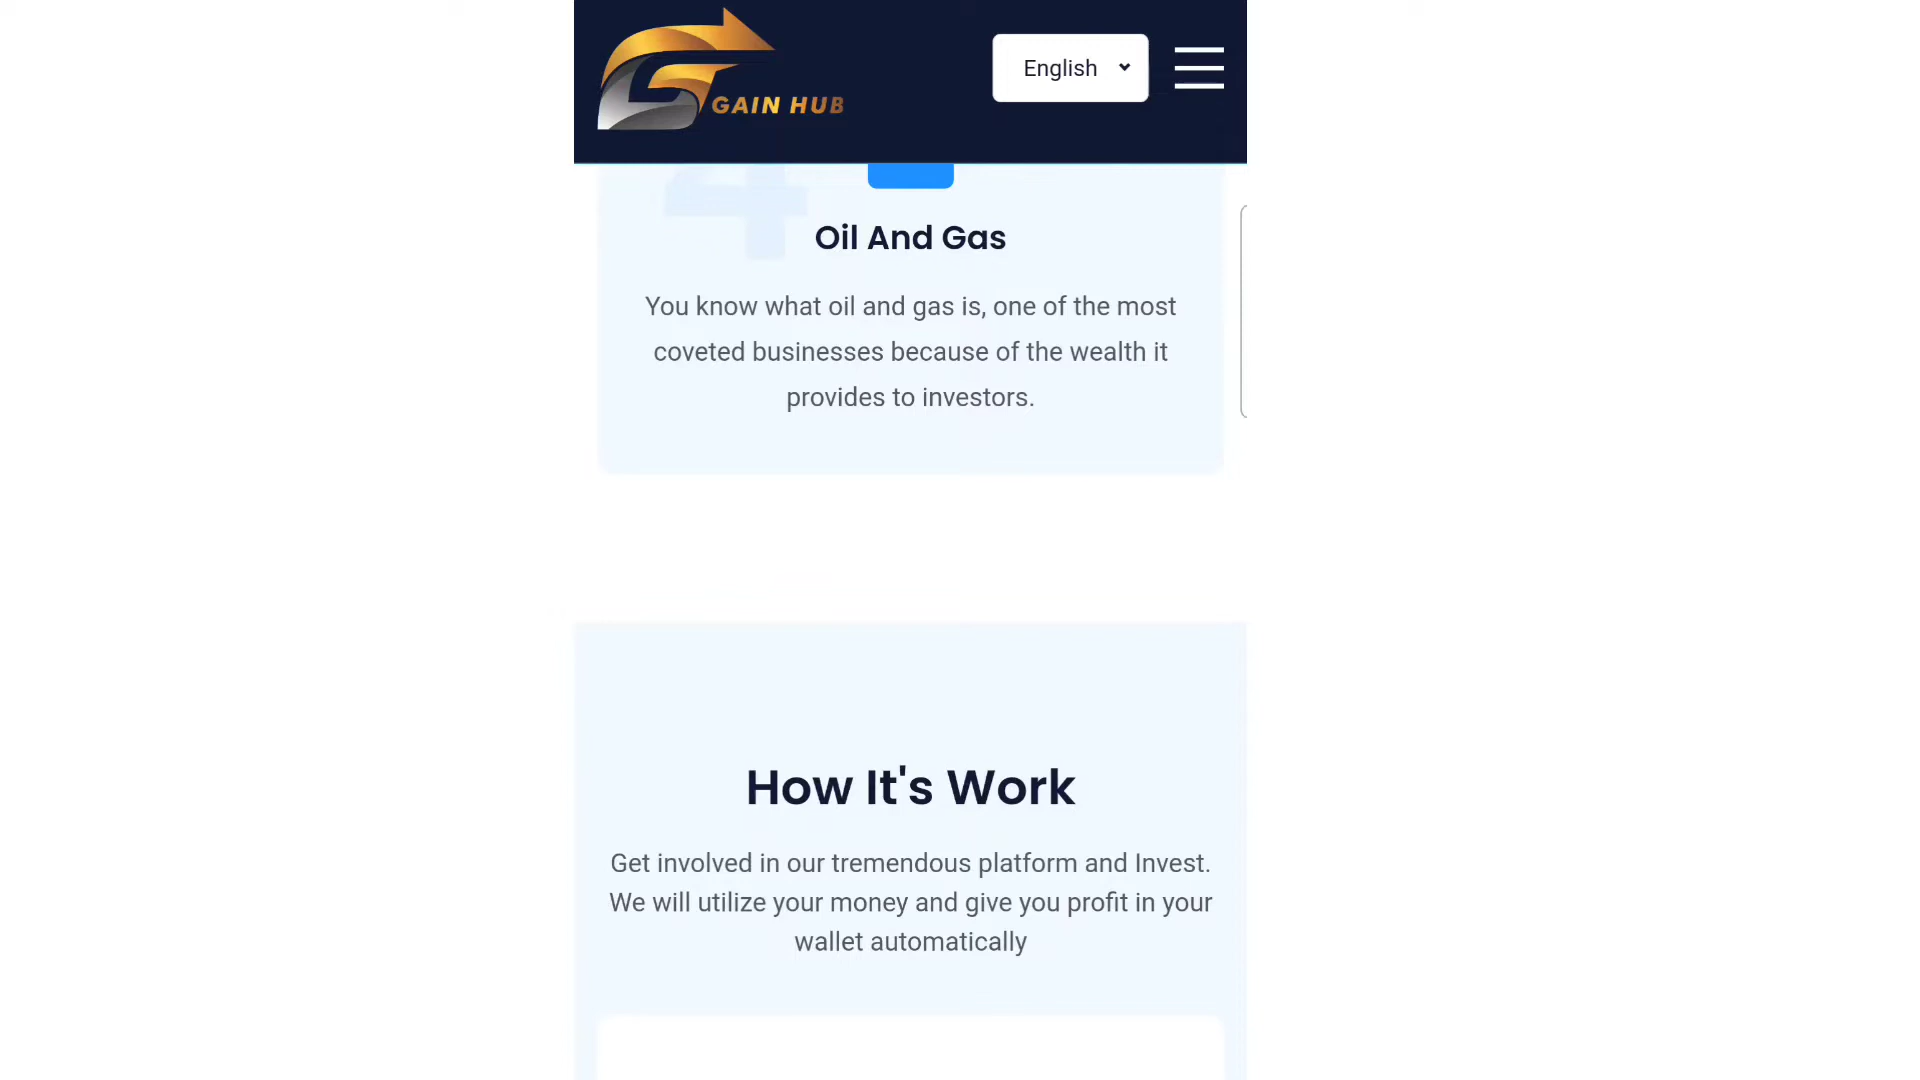 GAIN HUB
English
4
Oil And Gas
You know what oil and gas is, one of the most
coveted businesses because of the wealth it
provides to investors.
How It's Work
Get involved in our tremendous platform and Invest.
We will utilize your money and give you profit in your
wallet automatically